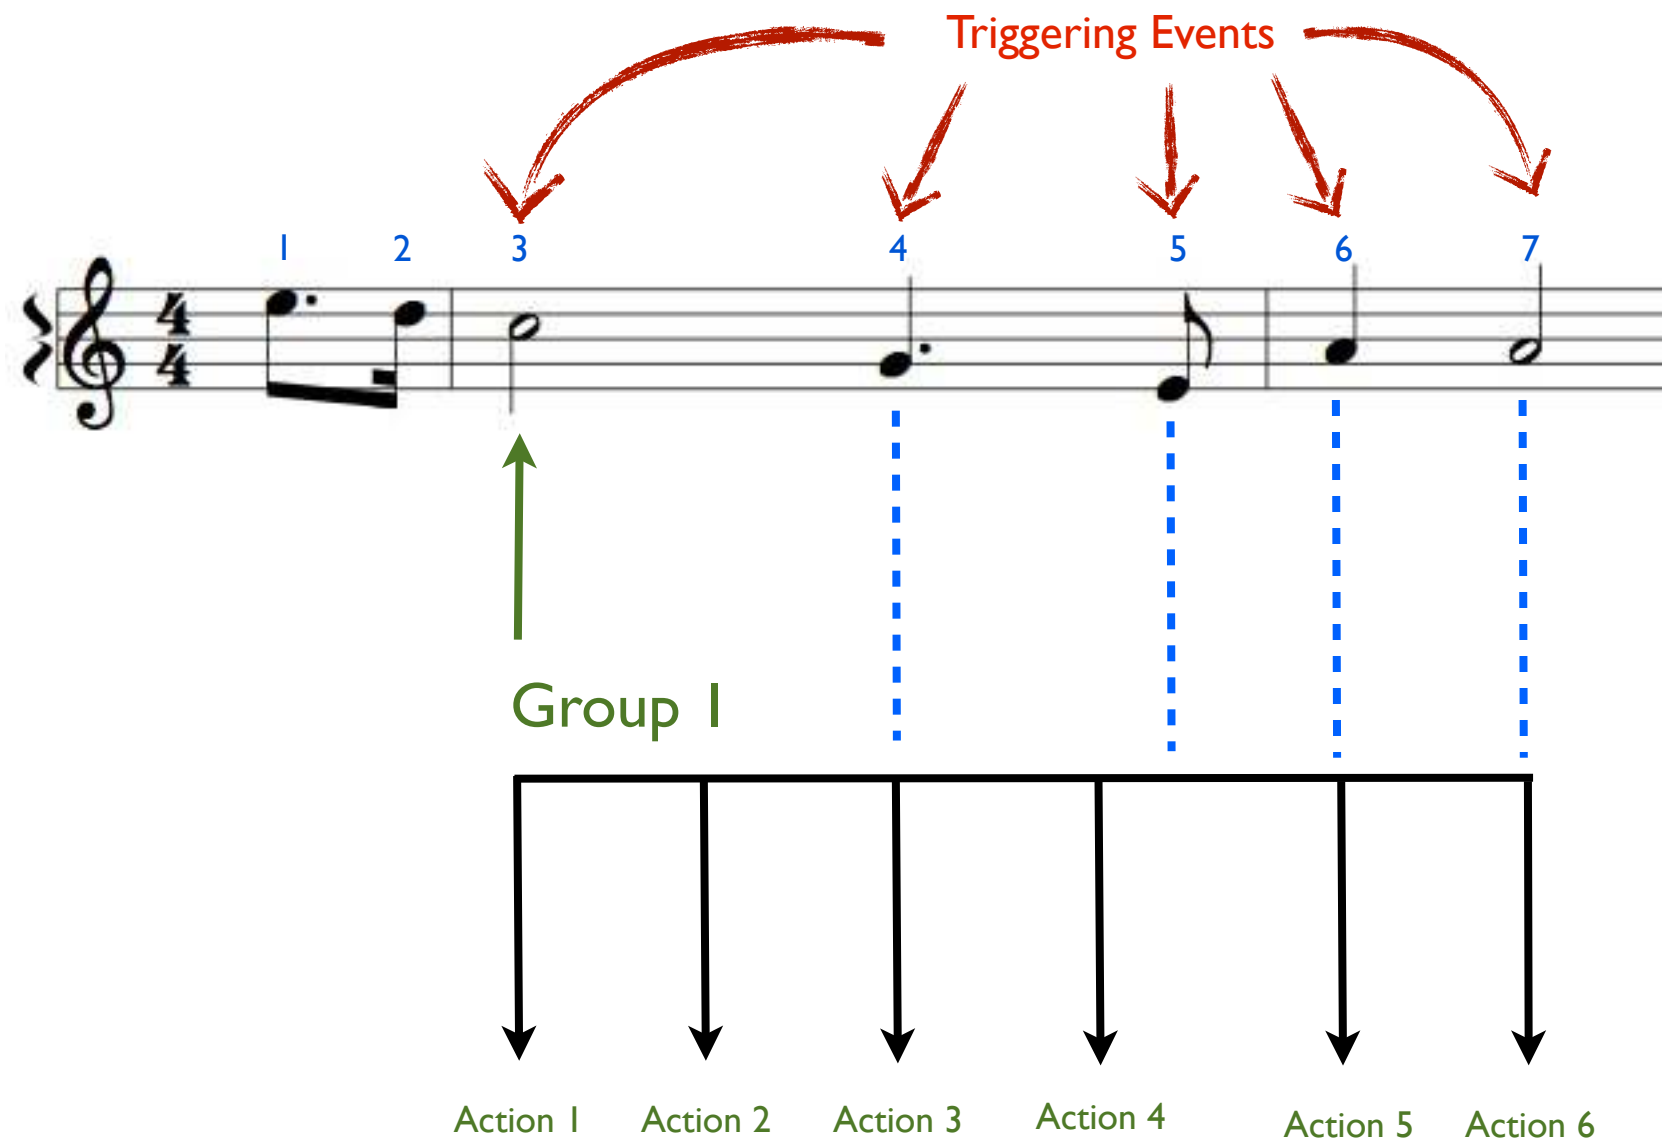 Triggering Events
1 2 3 4 5 6 7
4
4
Group 1
Action 1 Action 2 Action 3 Action 4 Action 5 Action 6